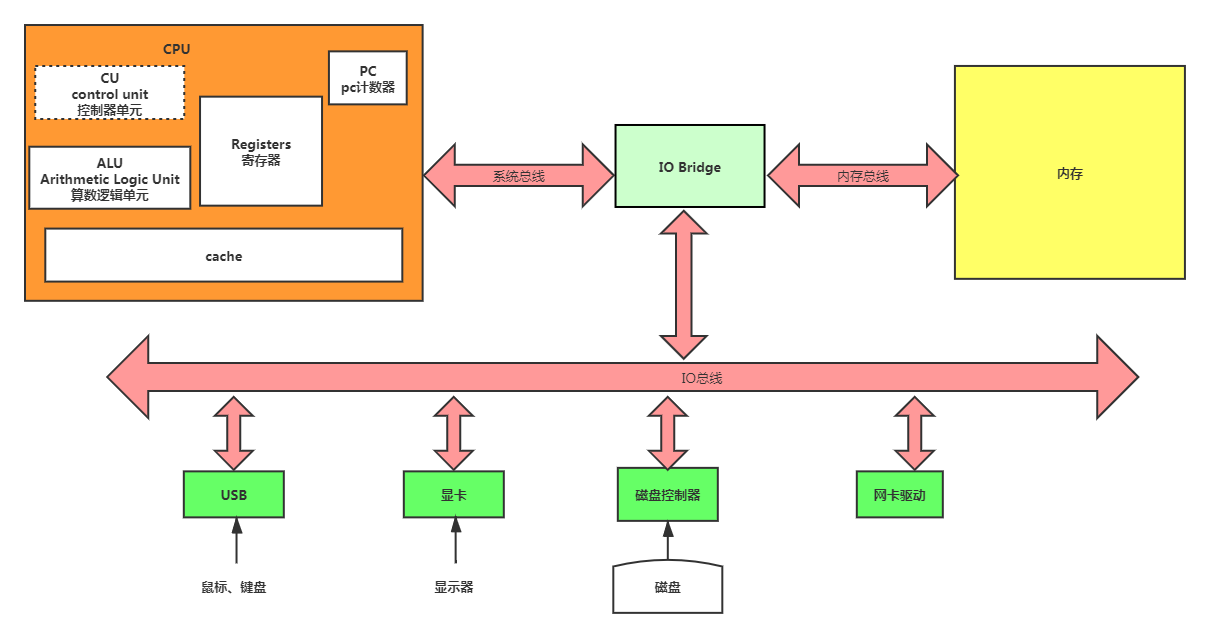 CPU
CU
control unit
控制器单元
PC
pc计数器
Registers
寄存器
ALU
Arithmetic Logic Unit
算数逻辑单元
cache
系统总线
IO Bridge
内存总线
内存
IO总线
USB
显卡
磁盘控制器
网卡驱动
鼠标、键盘
显示器
磁盘